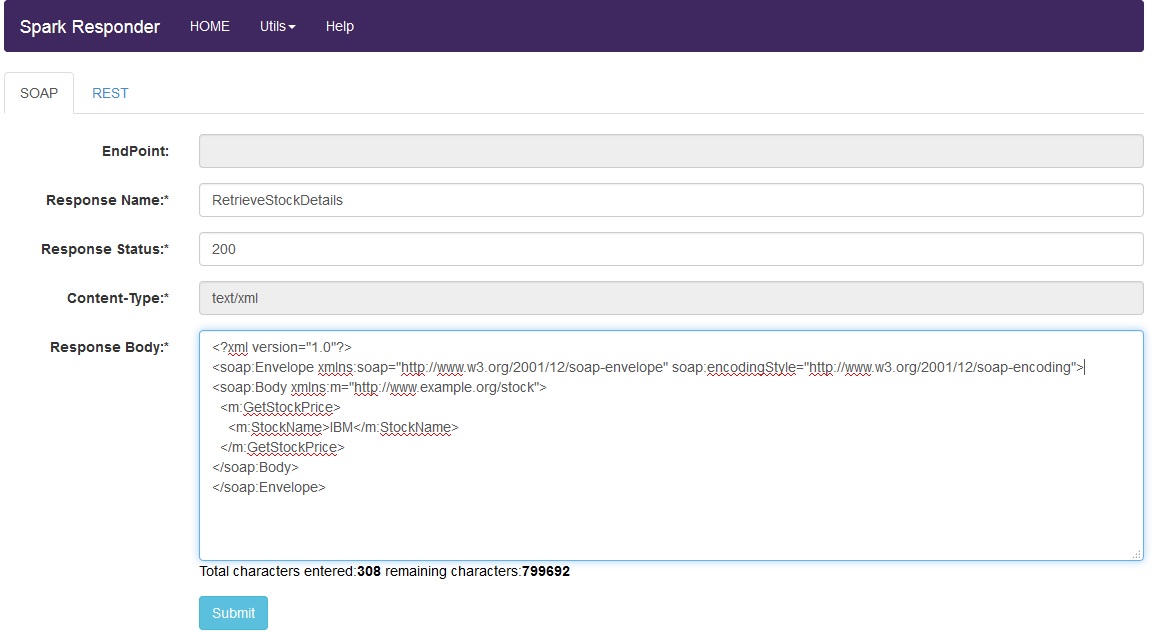 Spark Responder HOME Utils Help
SOAP REST
EndPoint:
Response Name:* RetrieveStockDetails
Response Status:* 200
Content-Type:* text/xml
Response Body:* <?xml version="1.0"?>
<soap:Envelope xmlns:soap="http://www.w3.org/2001/12/soap-envelope" soap:encodingStyle="http://www.w3.org/2001/12/soap-encoding">
<soap:Body xmlns:m="http://www.example.org/stock">
<m:GetStockPrice>
<m:StockName>IBM</m:StockName>
</m:GetStockPrice>
</soap:Body>
</soap:Envelope>
Total characters entered:308 remaining characters:799692
Submit